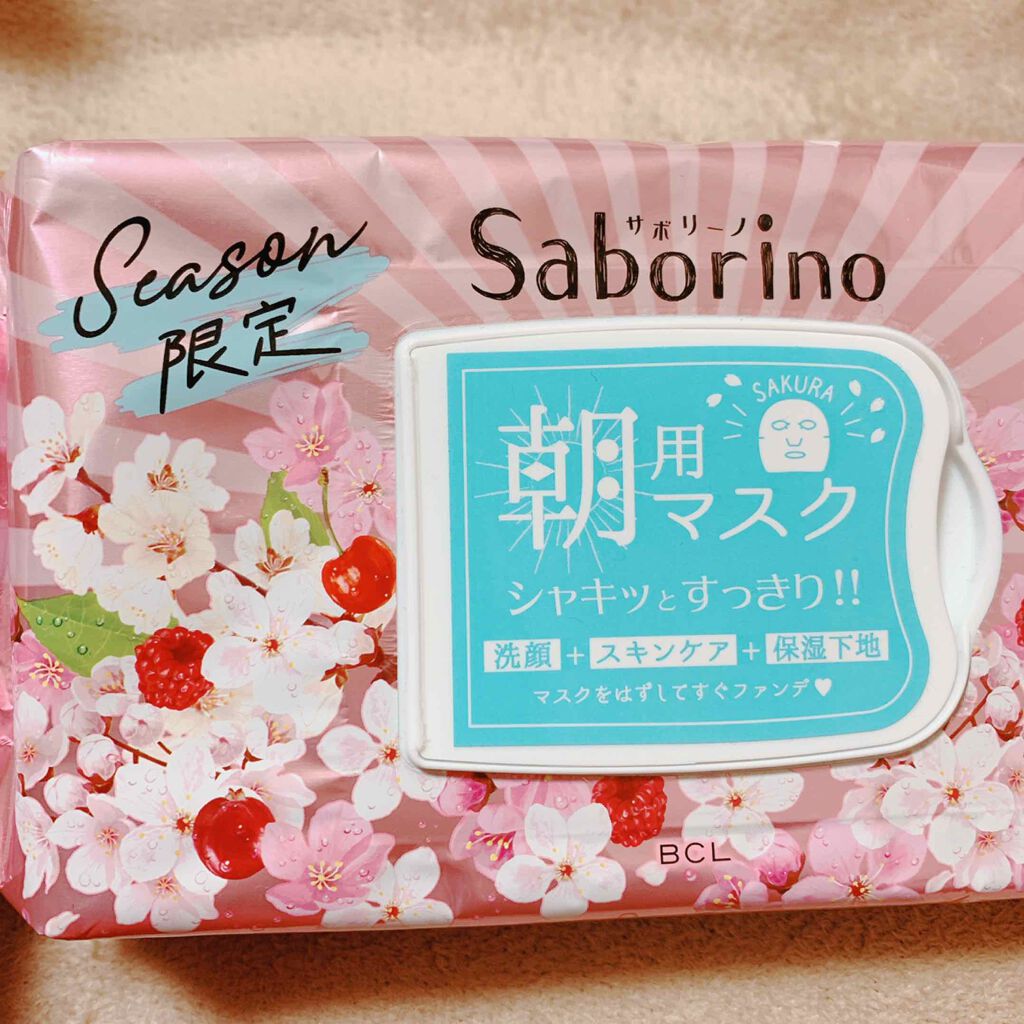 Season
限定
サボリーノ
Saborino
SAKURA
朝用
マスク
シャキッとすっきり!!
洗顔+スキンケア+保湿下地
マスクをはずしてすぐファンデ♥
BCL